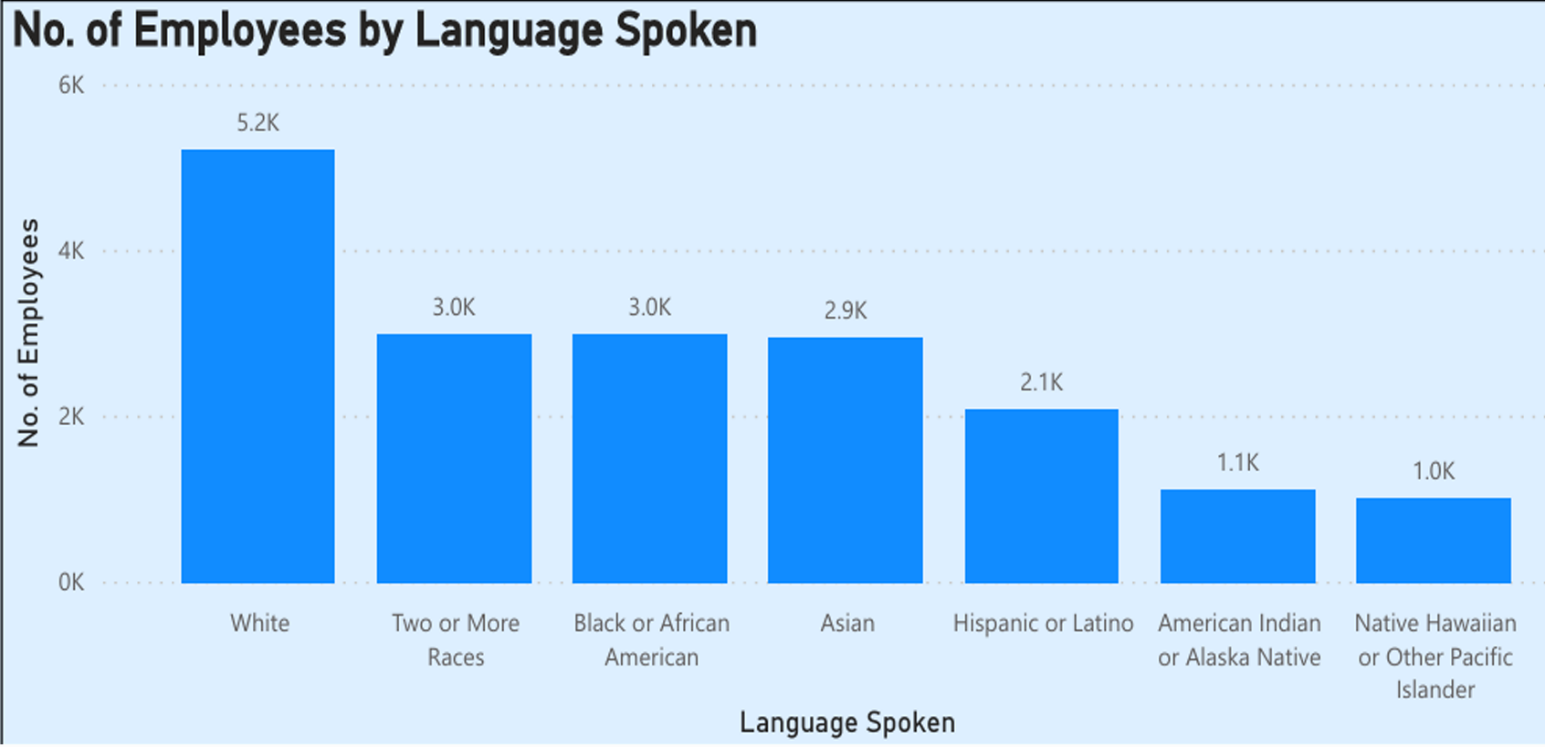 No. of Employees by Language Spoken
6K
5.2K
4K
3.0K
3.0K
2.9K
2.1K
2K
1.1K
1.0K
0K
No. of Employees
White
Two or More
Races
Black or African
American
Asian
Hispanic or Latino
American Indian
or Alaska Native
Native Hawaiian
or Other Pacific
Islander
Language Spoken